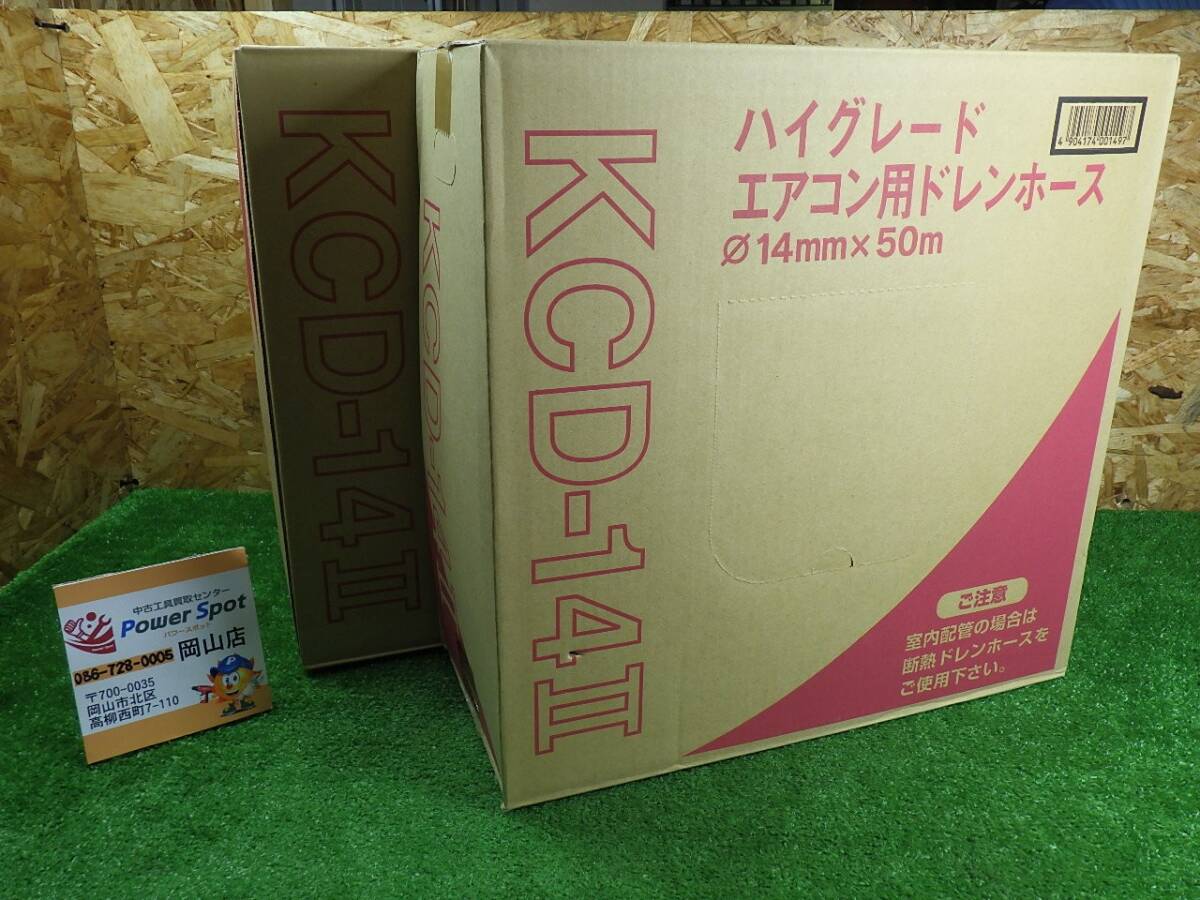 KCD-14II
KCD-14II
KCD-14II
ハイグレード
エアコン用ドレンホース
Ø14mm×50m
4 904174 001497
ご注意
室内配管の場合は
断熱ドレンホースを
ご使用下さい。
中古工具買取センター
Power Spot
パワースポット
岡山店
086-728-0005
〒700-0035
岡山市北区
高柳西町7-110